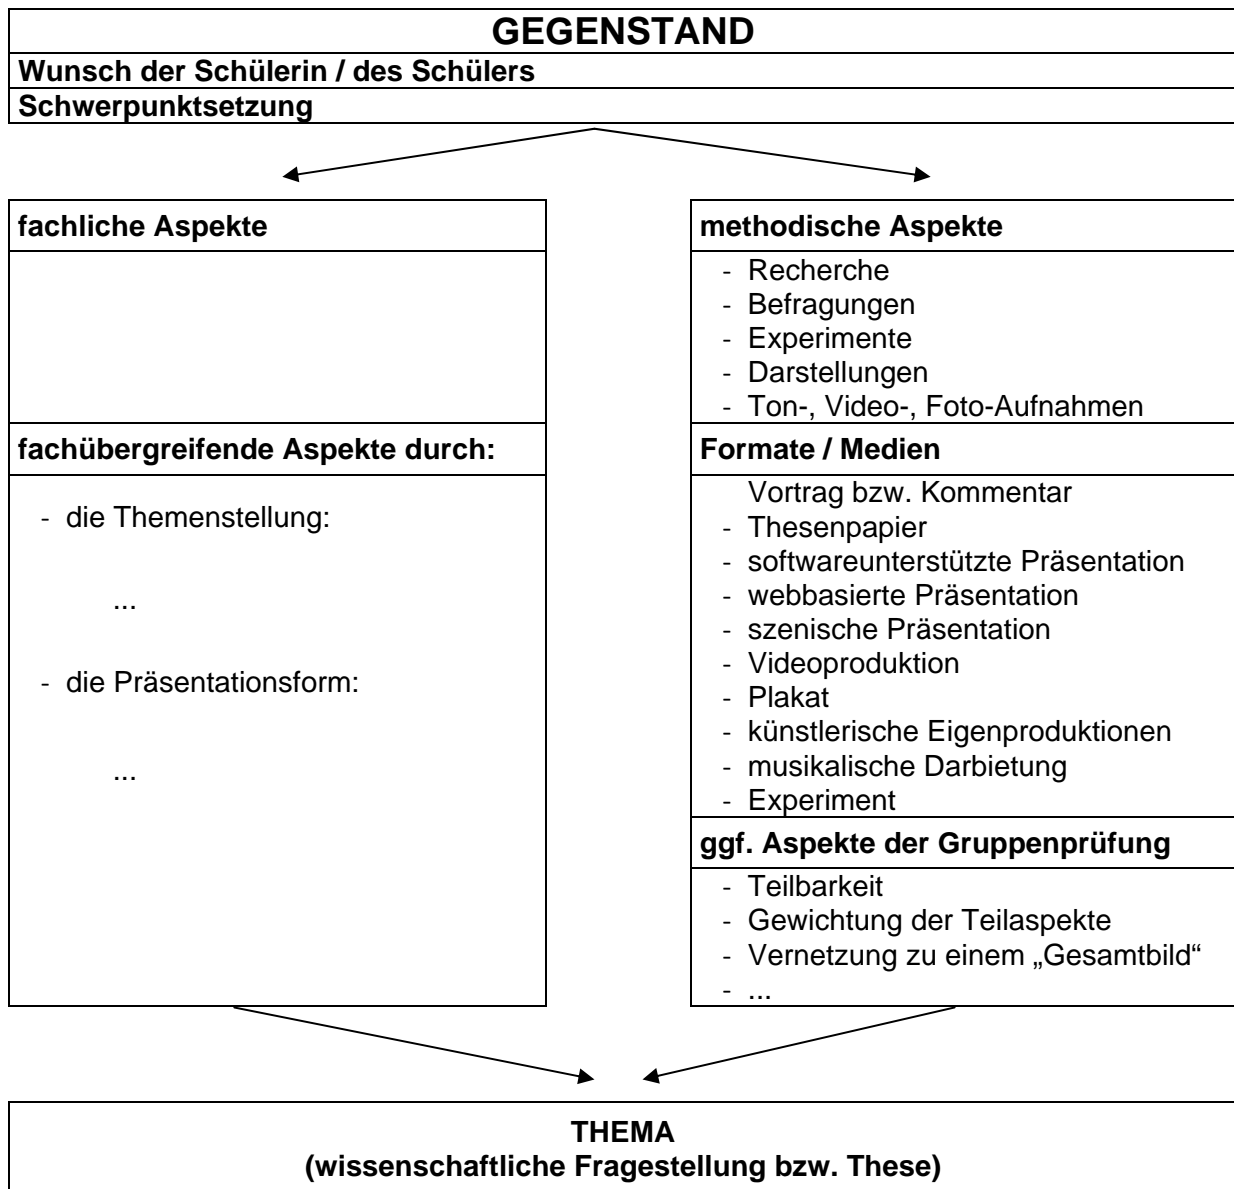 GEGENSTAND
Wunsch der Schülerin / des Schülers
Schwerpunktsetzung
fachliche Aspekte
fachübergreifende Aspekte durch:
- die Themenstellung:
...
- die Präsentationsform:
...
methodische Aspekte
- Recherche
- Befragungen
- Experimente
- Darstellungen
- Ton-, Video-, Foto-Aufnahmen
Formate / Medien
Vortrag bzw. Kommentar
- Thesenpapier
- softwareunterstützte Präsentation
- webbasierte Präsentation
- szenische Präsentation
- Videoproduktion
- Plakat
- künstlerische Eigenproduktionen
- musikalische Darbietung
- Experiment
ggf. Aspekte der Gruppenprüfung
- Teilbarkeit
- Gewichtung der Teilaspekte
- Vernetzung zu einem „Gesamtbild“
- ...
THEMA
(wissenschaftliche Fragestellung bzw. These)